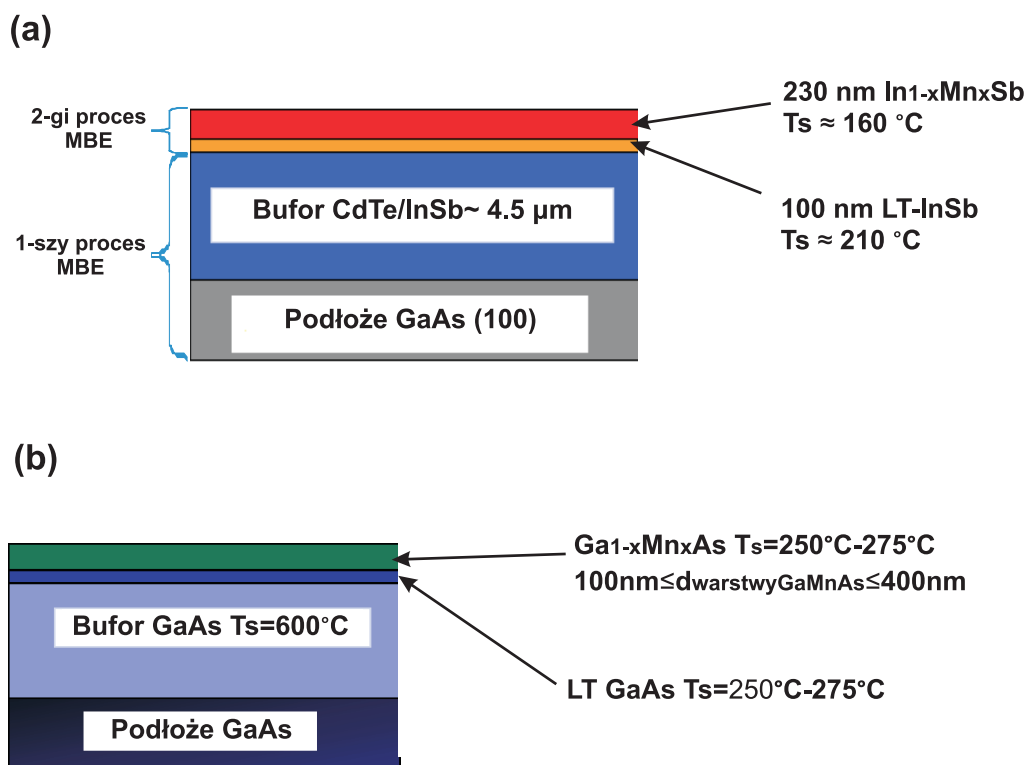 (a)
2-gi proces
MBE
230 nm In1-xMnxSb
Ts ≈ 160 °C
Bufor CdTe/InSb~ 4.5 µm
100 nm LT-InSb
Ts ≈ 210 °C
1-szy proces
MBE
Podłoże GaAs (100)
(b)
Ga1-xMnxAs Ts=250°C-275°C
100nm≤dwarstwyGaMnAs≤400nm
Bufor GaAs Ts=600°C
LT GaAs Ts=250°C-275°C
Podłoże GaAs